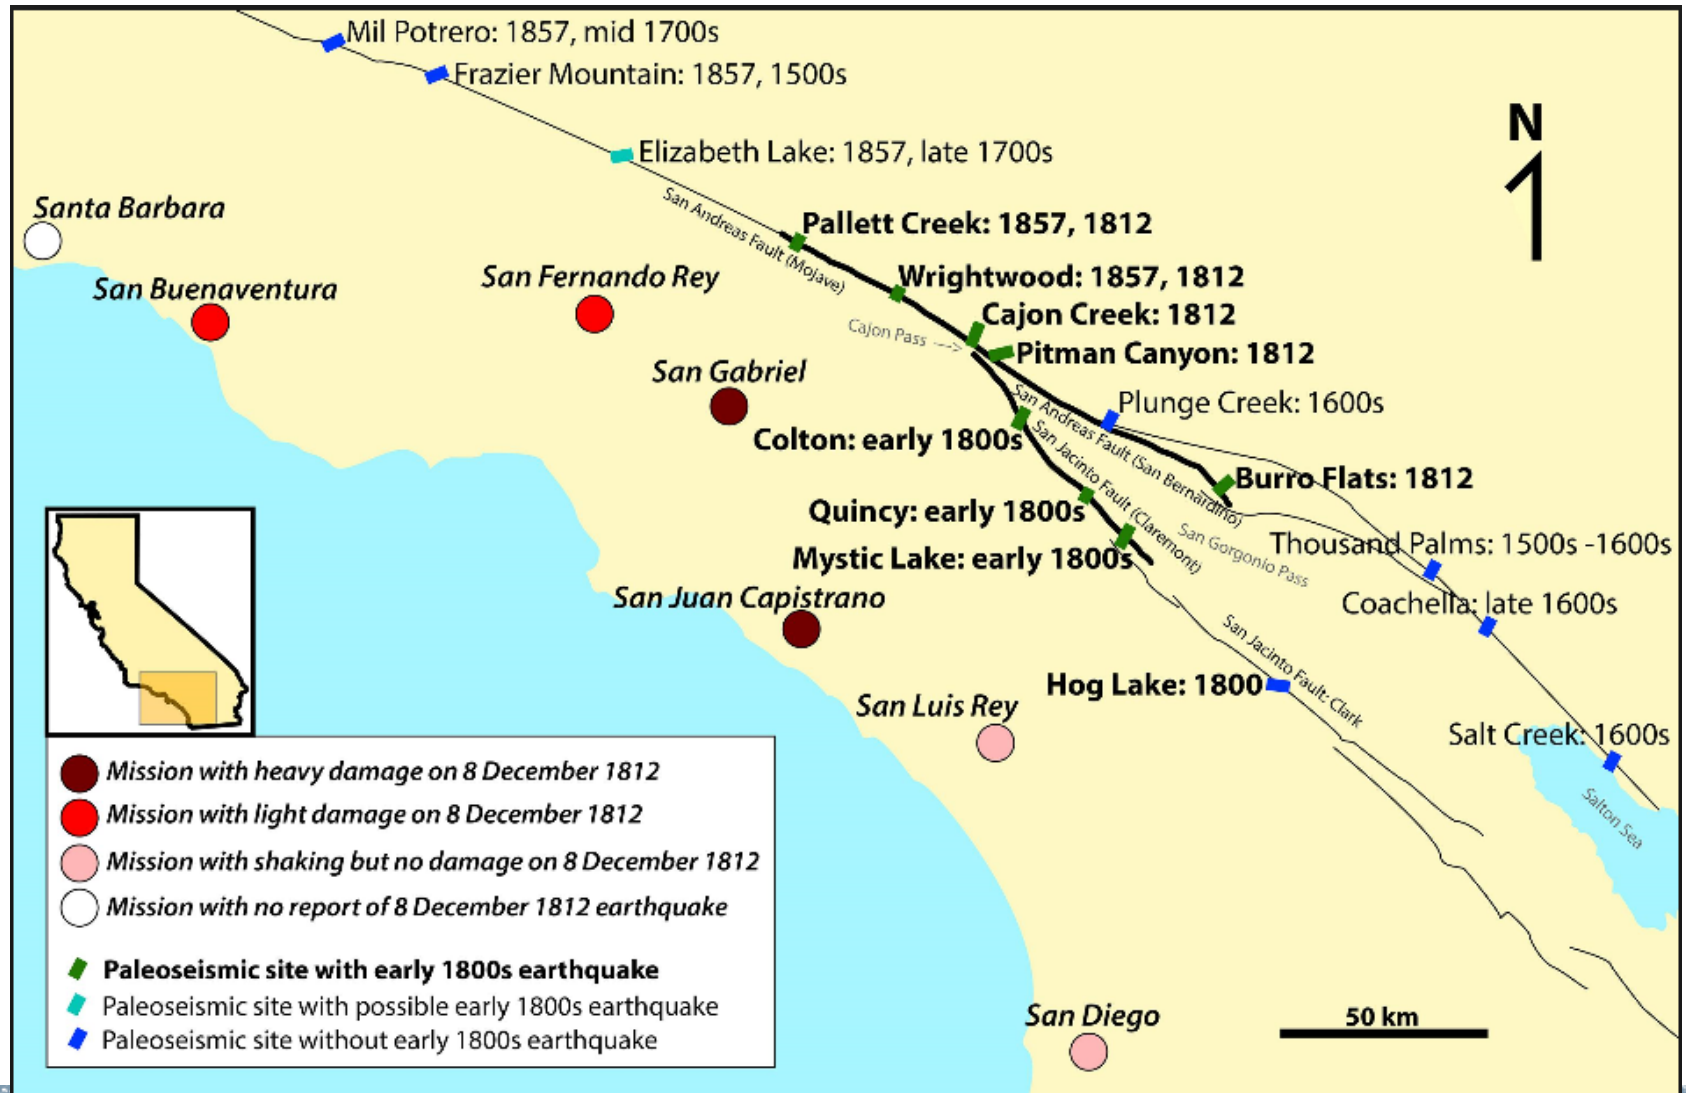 Mil Potrero: 1857, mid 1700s
Frazier Mountain: 1857, 1500s
N
Elizabeth Lake: 1857, late 1700s
San Andreas Fault (Mojave)
Santa Barbara
Pallett Creek: 1857, 1812
San Buenaventura
San Fernando Rey
Wrightwood: 1857, 1812
Cajon Creek: 1812
Cajon Pass
Pitman Canyon: 1812
San Gabriel
San Andreas Fault (San Bernardino)
Plunge Creek: 1600s
Colton: early 1800s
San Jacinto Fault (Claremont)
Burro Flats: 1812
Quincy: early 1800s
San Gorgonio Pass
Thousand Palms: 1500s -1600s
Mystic Lake: early 1800s
San Juan Capistrano
Coachella: late 1600s
San Jacinto Fault: Clark
Hog Lake: 1800
San Luis Rey
Salt Creek: 1600s
Salton Sea
Mission with heavy damage on 8 December 1812
Mission with light damage on 8 December 1812
Mission with shaking but no damage on 8 December 1812
Mission with no report of 8 December 1812 earthquake
Paleoseismic site with early 1800s earthquake
Paleoseismic site with possible early 1800s earthquake
Paleoseismic site without early 1800s earthquake
San Diego
50 km